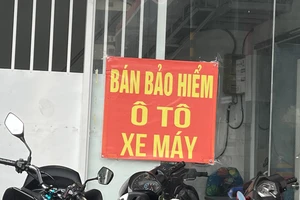 BÁN BẢO HIỂM
Ô TÔ
XE MÁY